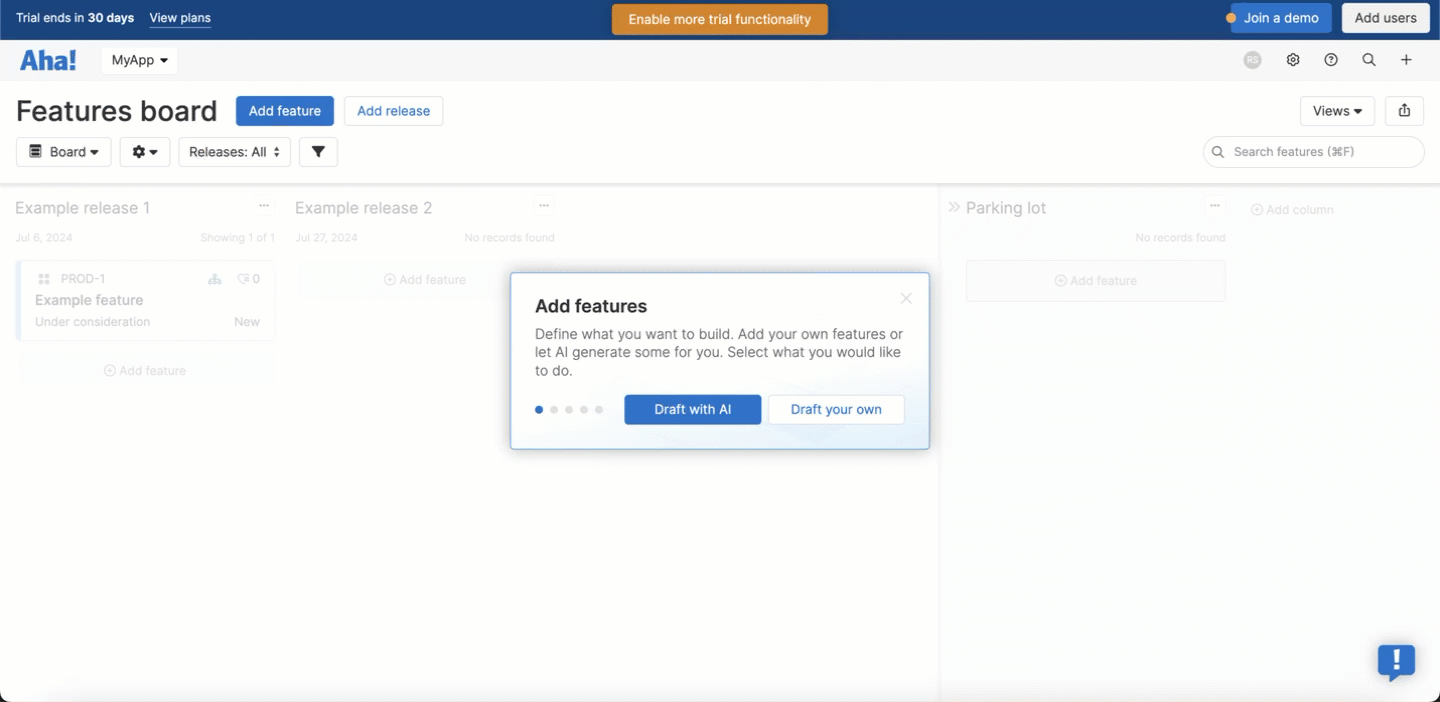 Trial ends in 30 days View plans Enable more trial functionality Join a demo Add users
Aha! MyApp RS
Features board Add feature Add release Views
Board Releases: All Search features (⌘F)
Example release 1 Example release 2 Parking lot Add column
Jul 6, 2024 Showing 1 of 1 Jul 27, 2024 No records found No records found
PROD-1 0 Add feature Add feature
Example feature
Under consideration New
Add feature
Add features
Define what you want to build. Add your own features or
let AI generate some for you. Select what you would like
to do.
Draft with AI Draft your own